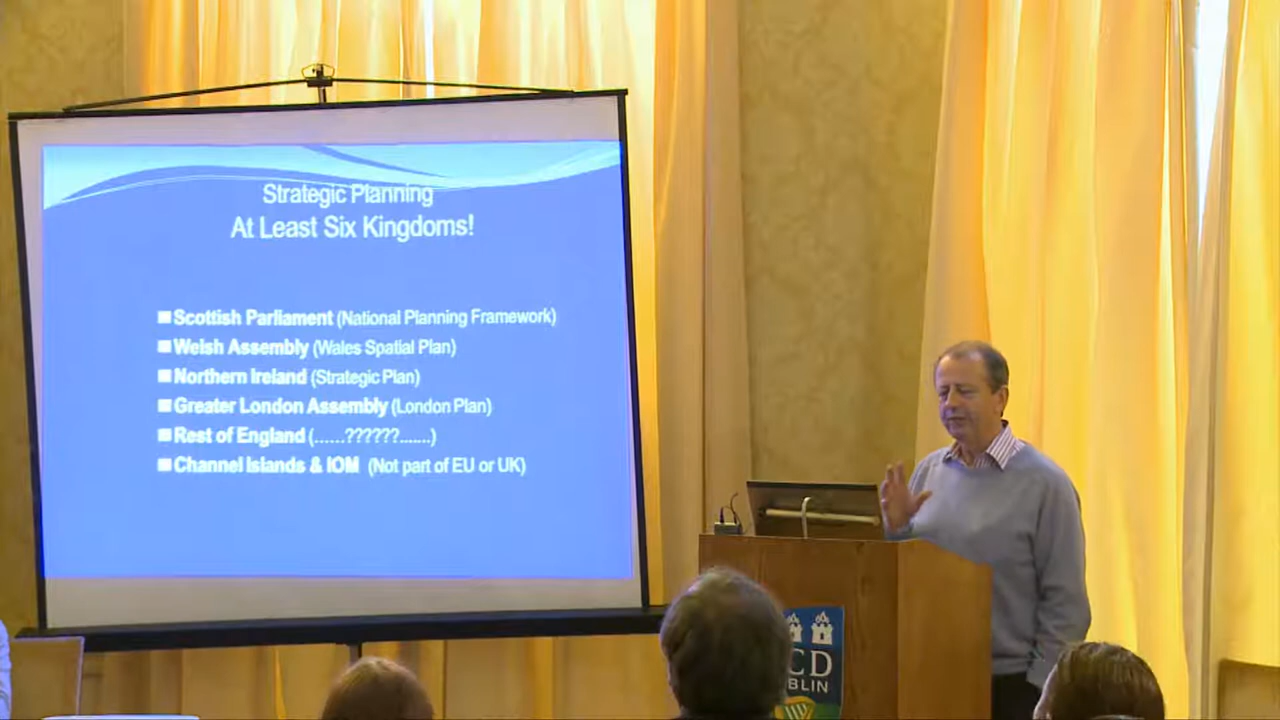 Strategic Planning
At Least Six Kingdoms!
Scottish Parliament (National Planning Framework)
Welsh Assembly (Wales Spatial Plan)
Northern Ireland (Strategic Plan)
Greater London Assembly (London Plan)
Rest of England (......??????.......)
Channel Islands & IOM (Not part of EU or UK)
CD
BLIN